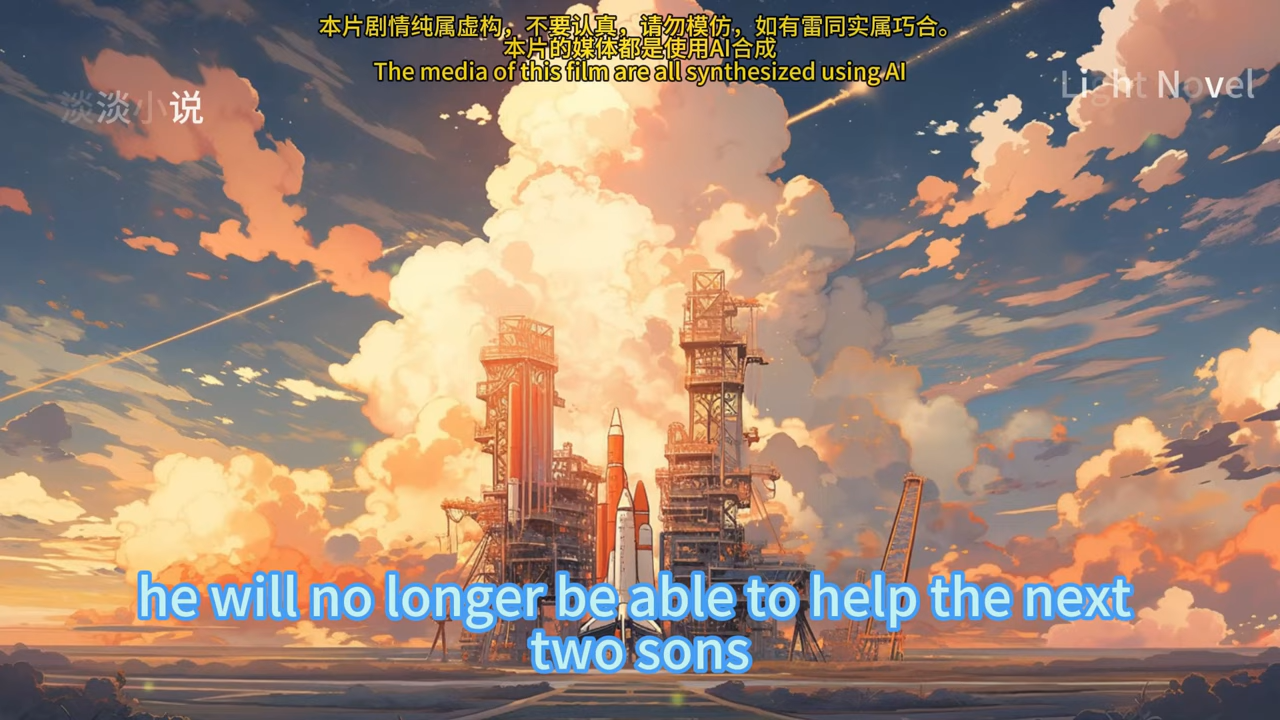 本片剧情纯属虚构，不要认真，请勿模仿，如有雷同实属巧合。
本片的媒体都是使用AI合成
The media of this film are all synthesized using AI
淡淡小说
Light Novel
he will no longer be able to help the next
two sons